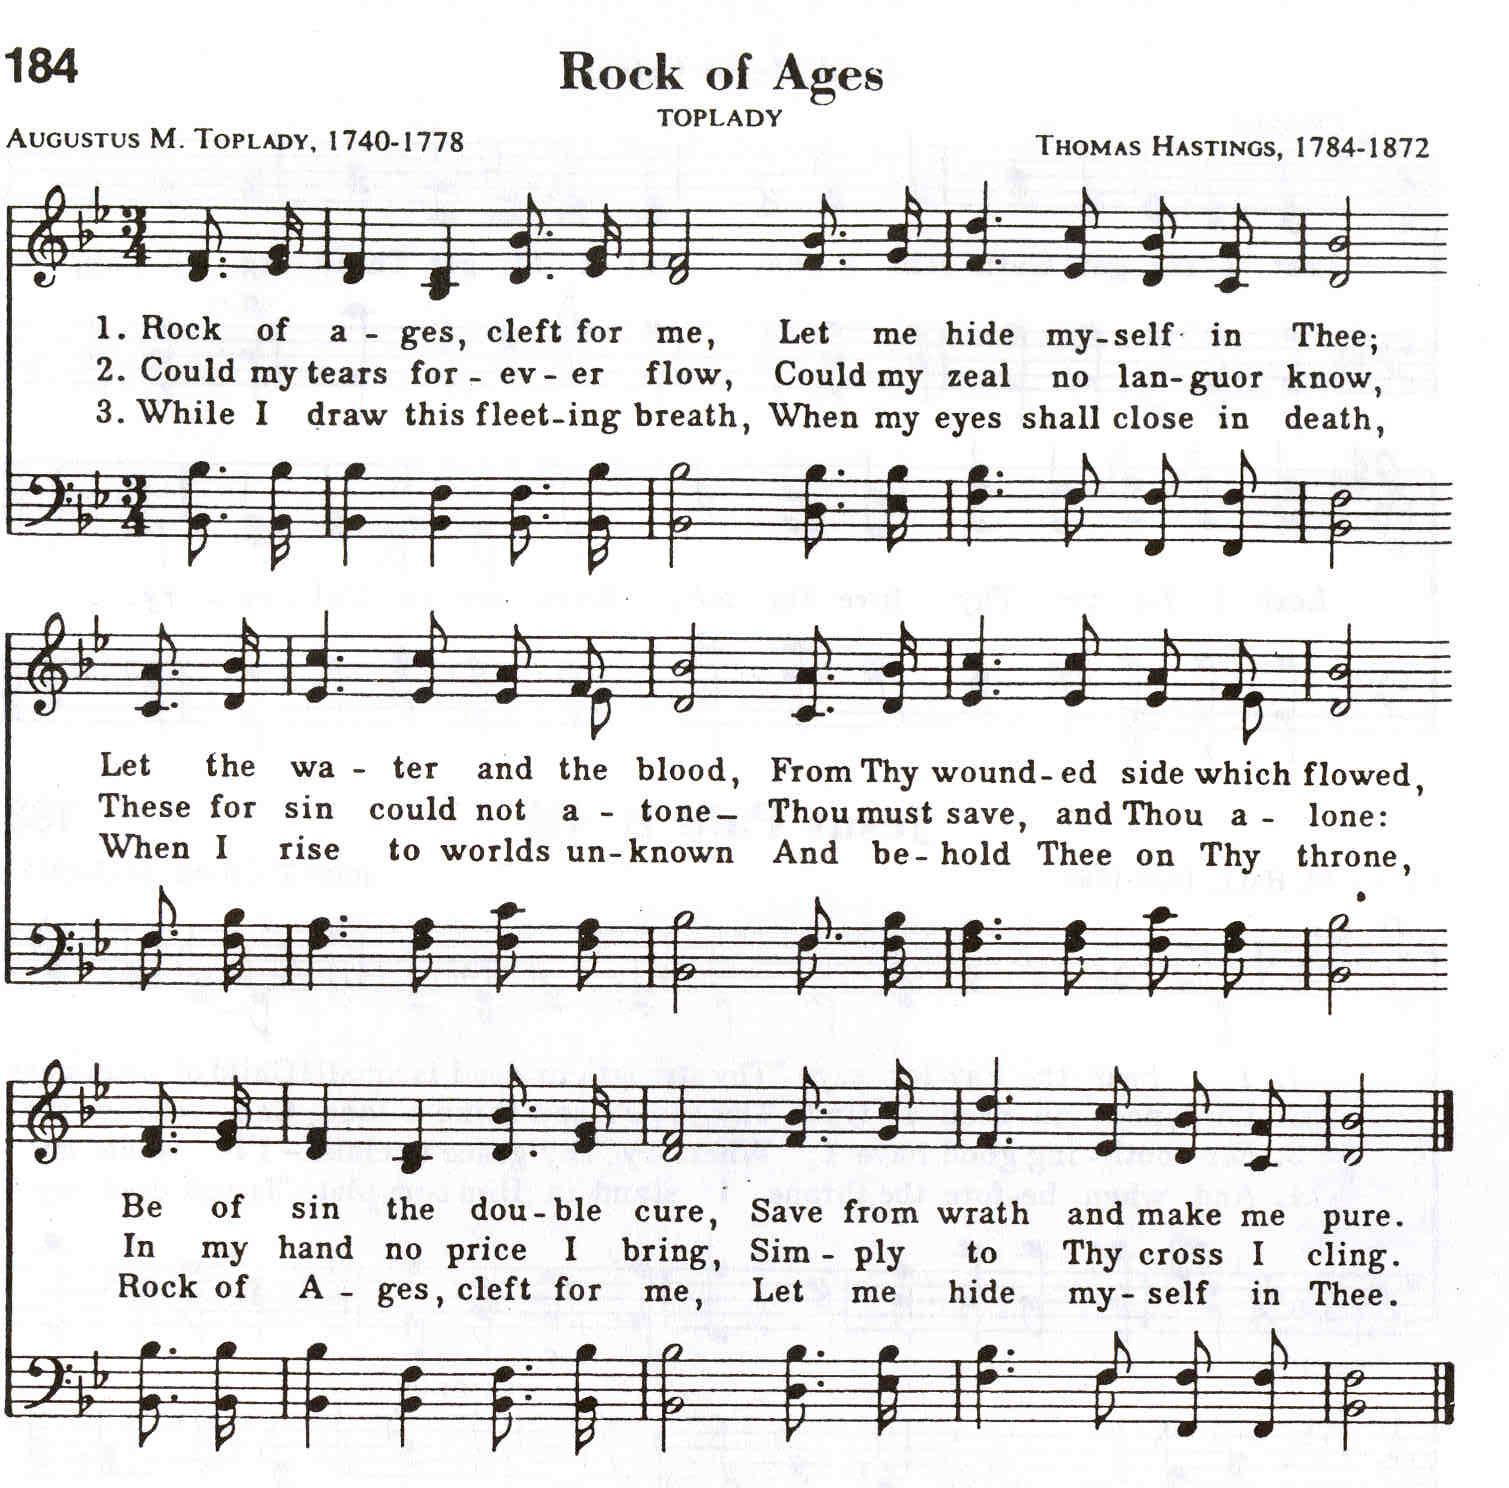 184
Rock of Ages
TOPLADY
AUGUSTUS M. TOPLADY, 1740-1778
THOMAS HASTINGS, 1784-1872
1. Rock of a - ges, cleft for me, Let me hide my-self in Thee;
2. Could my tears for - ev - er flow, Could my zeal no lan-guor know,
3. While I draw this fleet-ing breath, When my eyes shall close in death,
Let the wa - ter and the blood, From Thy wound-ed side which flowed,
These for sin could not a - tone— Thou must save, and Thou a - lone:
When I rise to worlds un-known And be-hold Thee on Thy throne,
Be of sin the dou-ble cure, Save from wrath and make me pure.
In my hand no price I bring, Sim - ply to Thy cross I cling.
Rock of A - ges, cleft for me, Let me hide my-self in Thee.